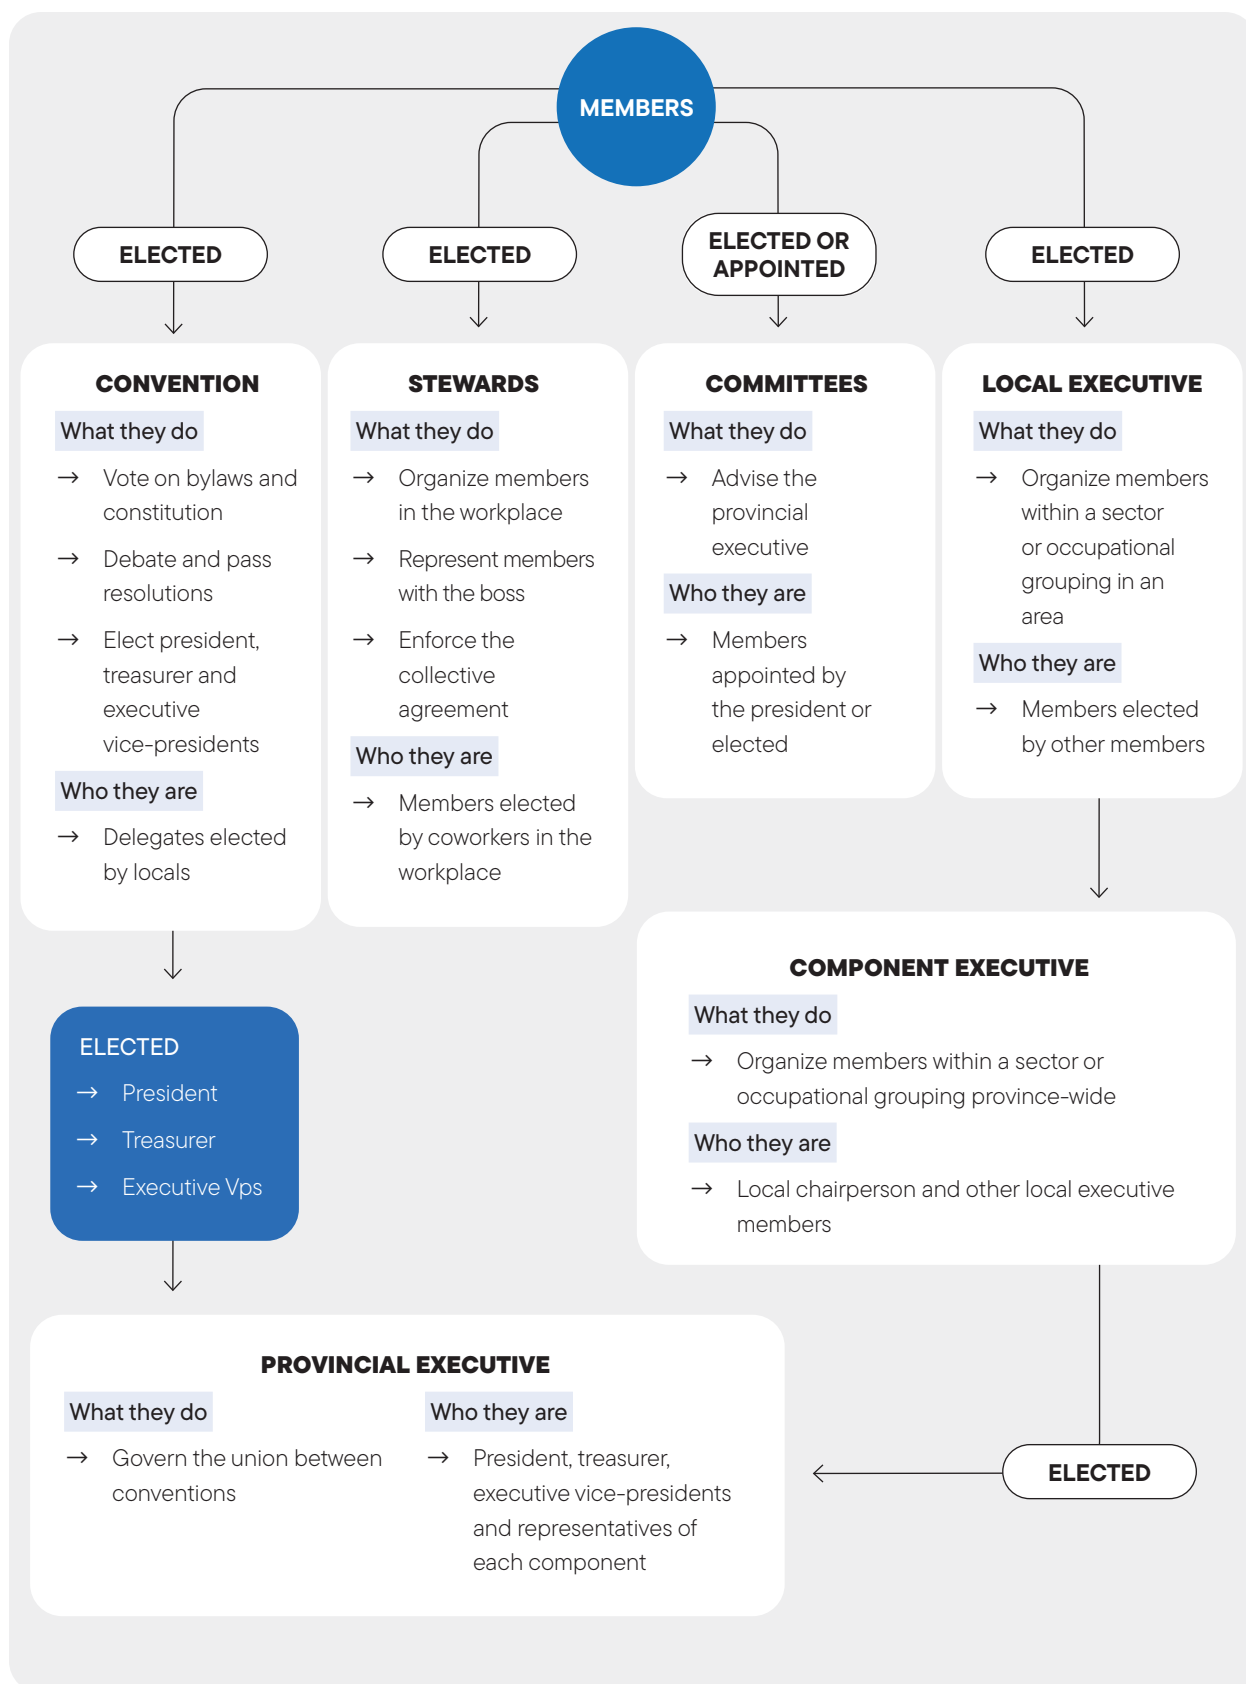 MEMBERS
ELECTED
ELECTED
ELECTED OR
APPOINTED
ELECTED
CONVENTION
What they do
→ Vote on bylaws and
constitution
→ Debate and pass
resolutions
→ Elect president,
treasurer and
executive
vice-presidents
Who they are
→ Delegates elected
by locals
STEWARDS
What they do
→ Organize members
in the workplace
→ Represent members
with the boss
→ Enforce the
collective
agreement
Who they are
→ Members elected
by coworkers in the
workplace
COMMITTEES
What they do
→ Advise the
provincial
executive
Who they are
→ Members
appointed by
the president or
elected
LOCAL EXECUTIVE
What they do
→ Organize members
within a sector
or occupational
grouping in an
area
Who they are
→ Members elected
by other members
ELECTED
→ President
→ Treasurer
→ Executive Vps
COMPONENT EXECUTIVE
What they do
→ Organize members within a sector or
occupational grouping province-wide
Who they are
→ Local chairperson and other local executive
members
ELECTED
PROVINCIAL EXECUTIVE
What they do
→ Govern the union between
conventions
Who they are
→ President, treasurer,
executive vice-presidents
and representatives of
each component